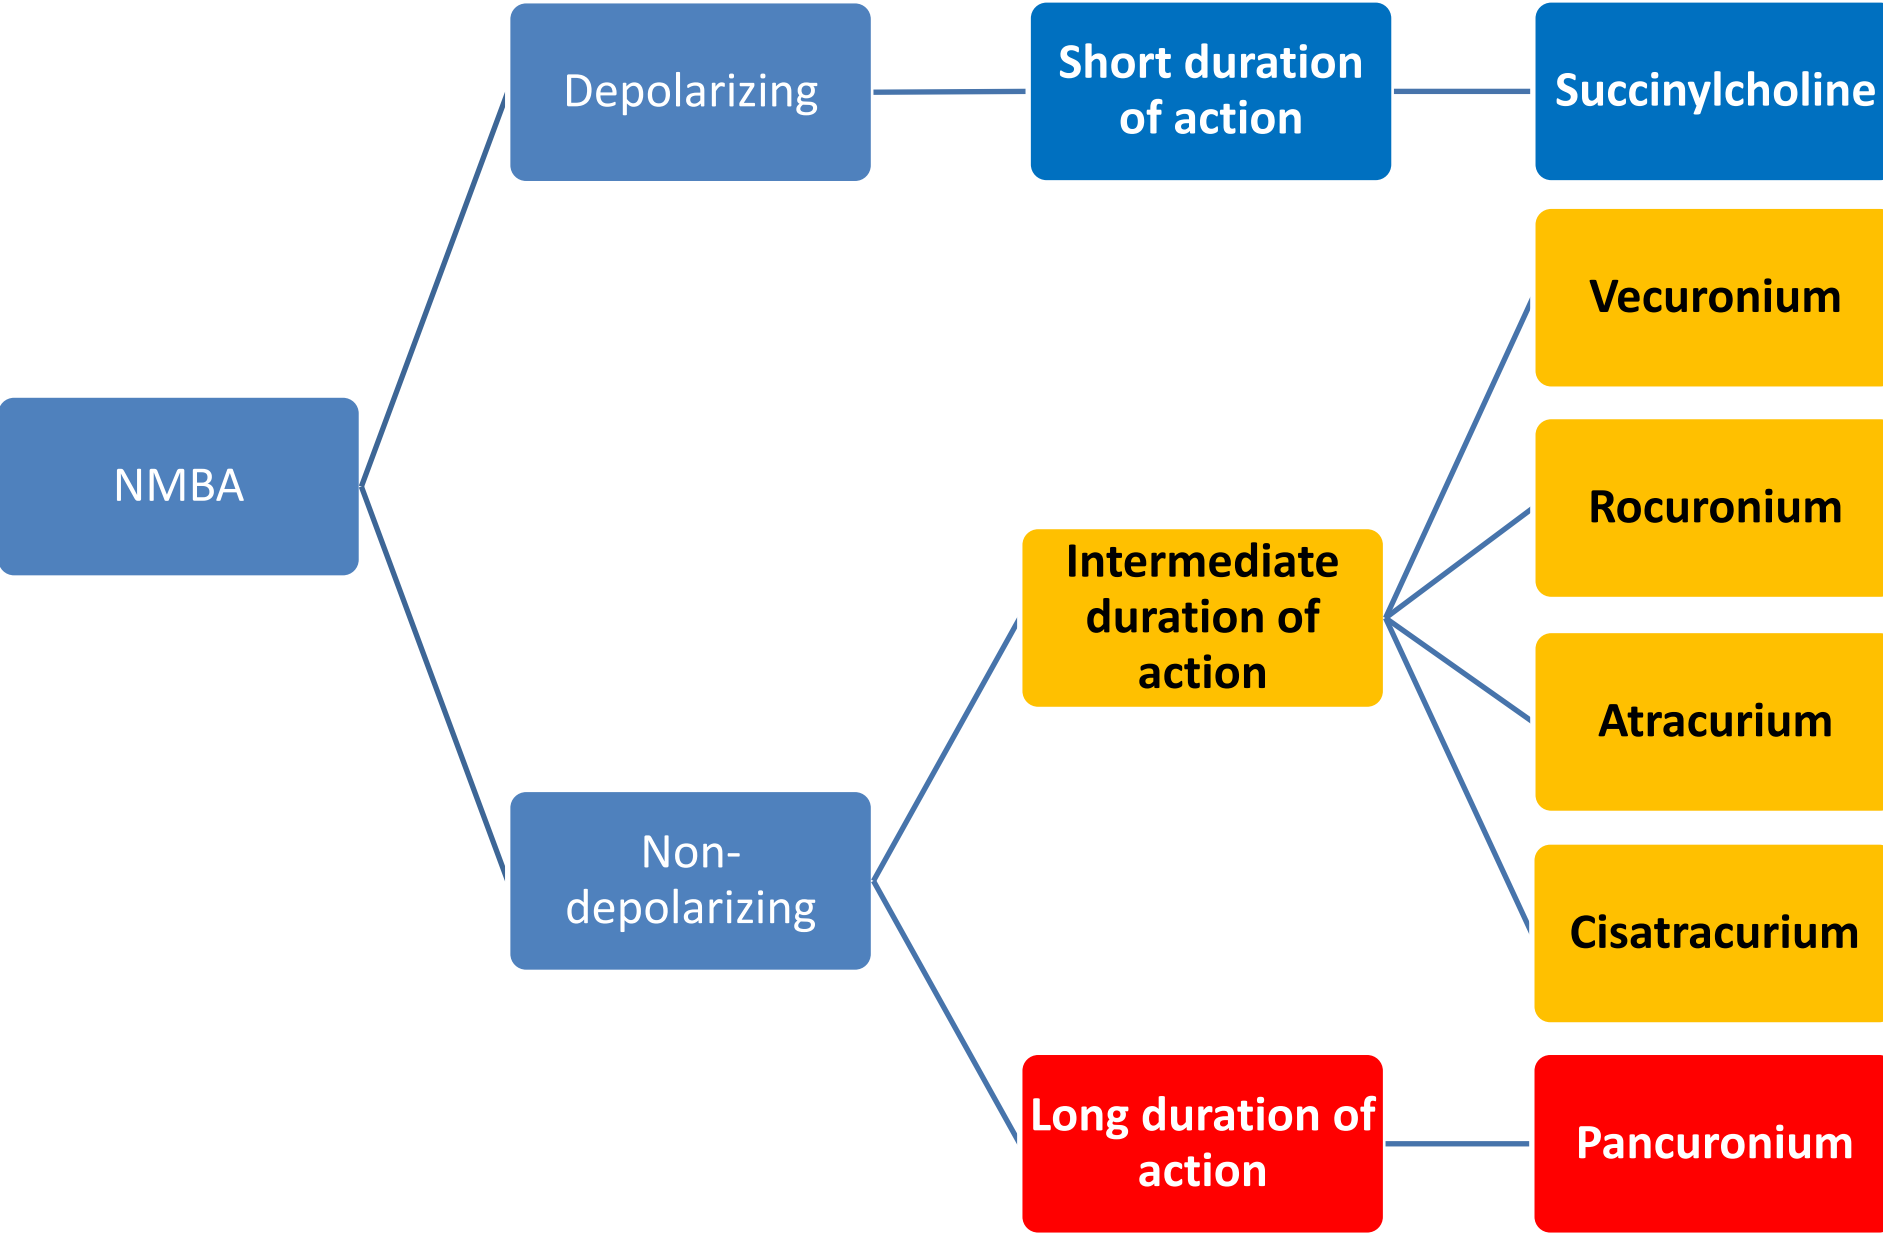 Depolarizing
Short duration
of action
Succinylcholine
Vecuronium
NMBA
Rocuronium
Intermediate
duration of
action
Atracurium
Non-
depolarizing
Cisatracurium
Long duration of
action
Pancuronium